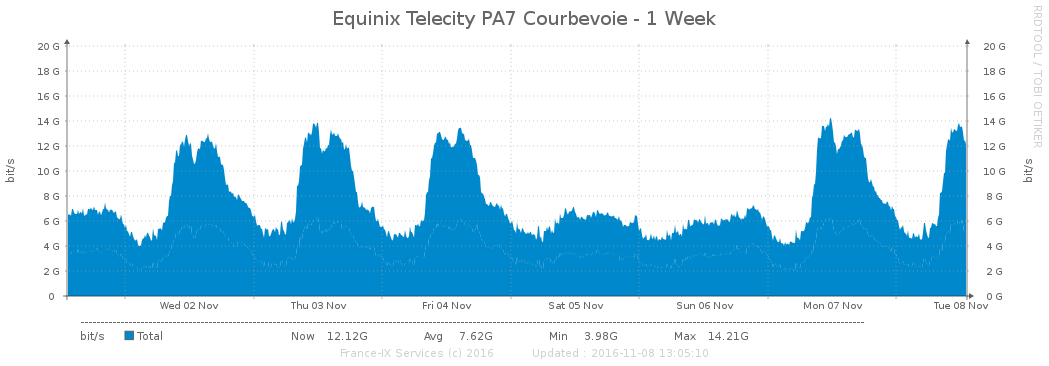 Equinix Telecity PA7 Courbevoie - 1 Week
RRDTOOL / TOBI OETIKER
bit/s
20 G 20 G
18 G 18 G
16 G 16 G
14 G 14 G
12 G 12 G
10 G 10 G
8 G 8 G
6 G 6 G
4 G 4 G
2 G 2 G
0 0 G
bit/s
Wed 02 Nov Thu 03 Nov Fri 04 Nov Sat 05 Nov Sun 06 Nov Mon 07 Nov Tue 08 Nov
bit/s Total Now 12.12G Avg 7.62G Min 3.98G Max 14.21G
France-IX Services (c) 2016 Updated : 2016-11-08 13:05:10